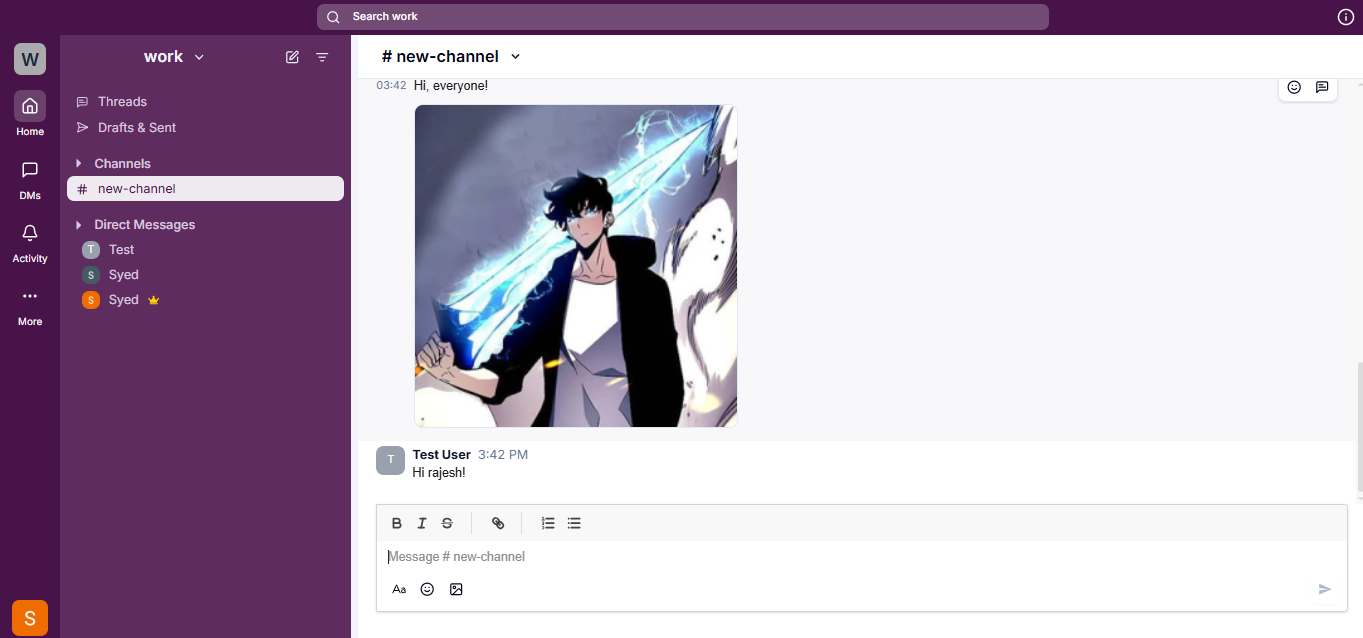 Search work
W
work
# new-channel
Home
DMs
Activity
More
Threads
Drafts & Sent
Channels
# new-channel
Direct Messages
T Test
S Syed
S Syed
S
03:42 Hi, everyone!
T
Test User 3:42 PM
Hi rajesh!
B I S
Message # new-channel
Aa